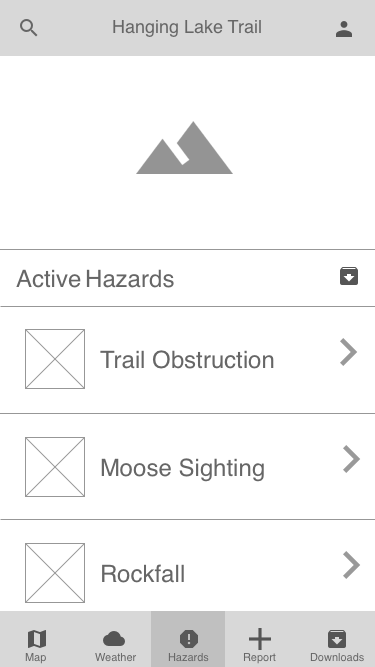 Hanging Lake Trail
Active Hazards
Trail Obstruction
Moose Sighting
Rockfall
Map Weather Hazards Report Downloads